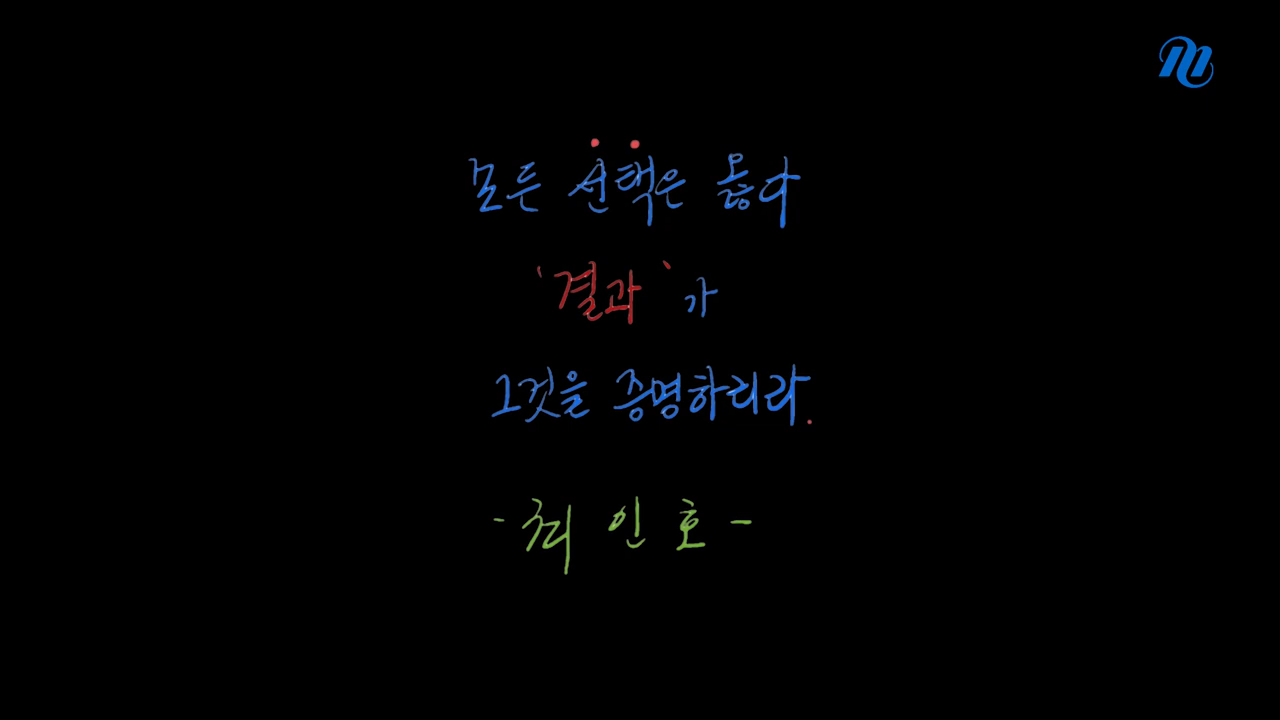 모든 선택은 옳다
'결과'가
그것을 증명하리라.
- 최인호 -